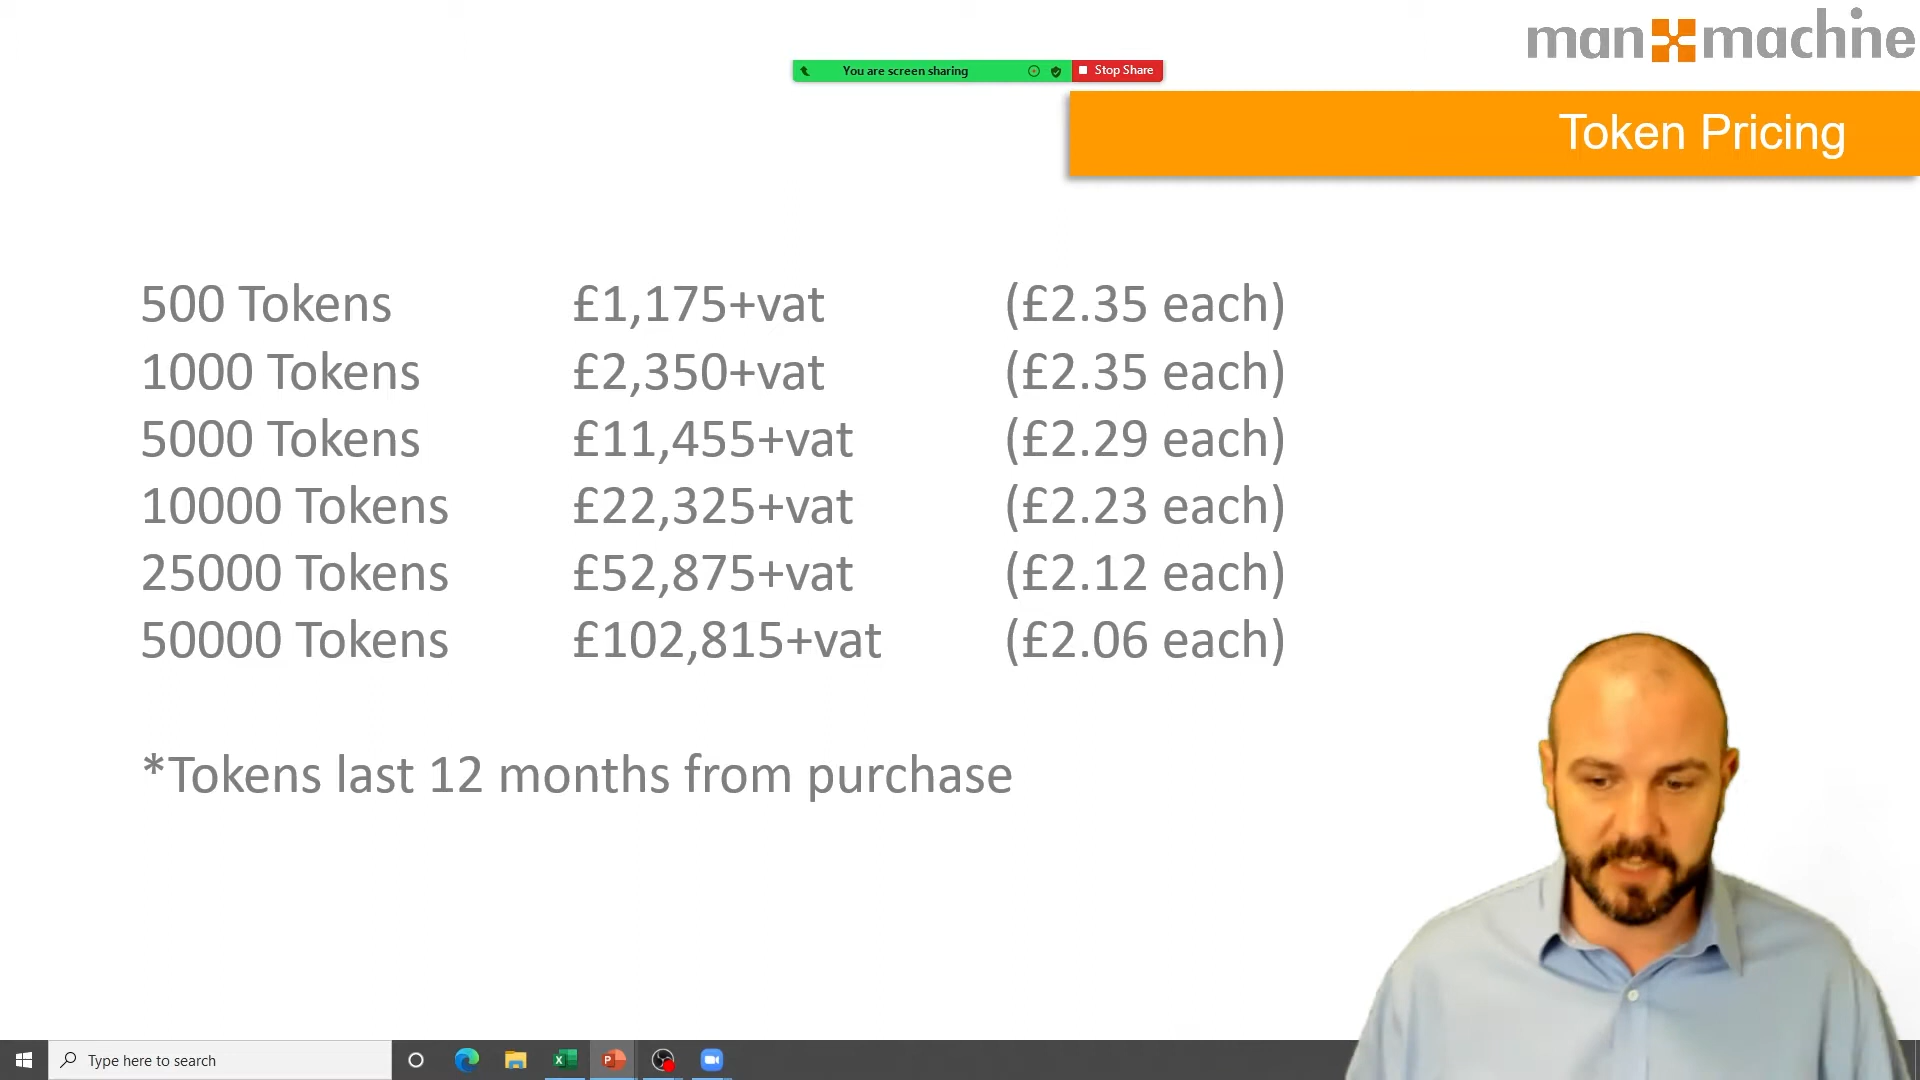 man machine
You are screen sharing Stop Share
Token Pricing
500 Tokens £1,175+vat (£2.35 each)
1000 Tokens £2,350+vat (£2.35 each)
5000 Tokens £11,455+vat (£2.29 each)
10000 Tokens £22,325+vat (£2.23 each)
25000 Tokens £52,875+vat (£2.12 each)
50000 Tokens £102,815+vat (£2.06 each)
*Tokens last 12 months from purchase
Type here to search